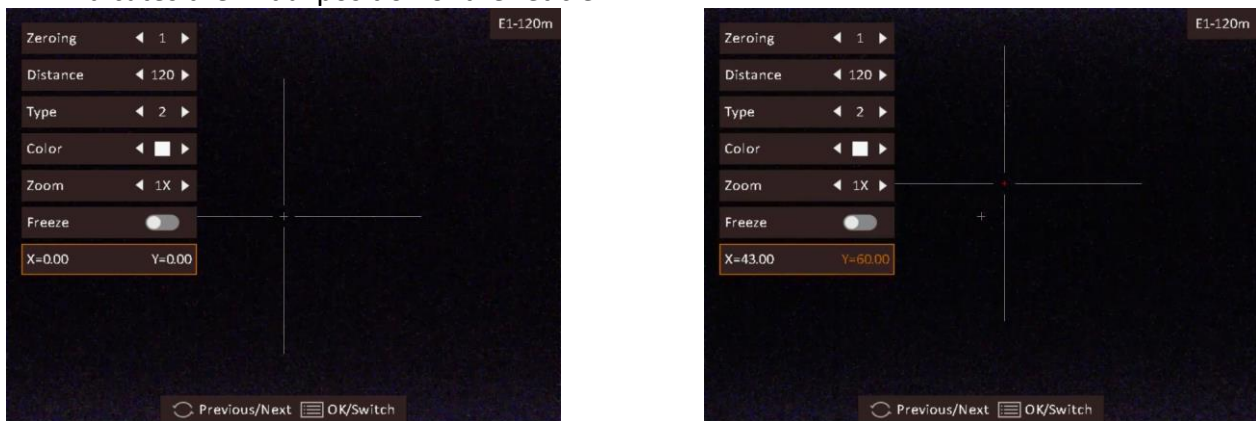 E1-120m
Zeroing 1
Distance 120
Type 2
Color
Zoom 1X
Freeze
X=0.00 Y=0.00
Previous/Next OK/Switch
E1-120m
Zeroing 1
Distance 120
Type 2
Color
Zoom 1X
Freeze
X=43.00 Y=60.00
Previous/Next OK/Switch